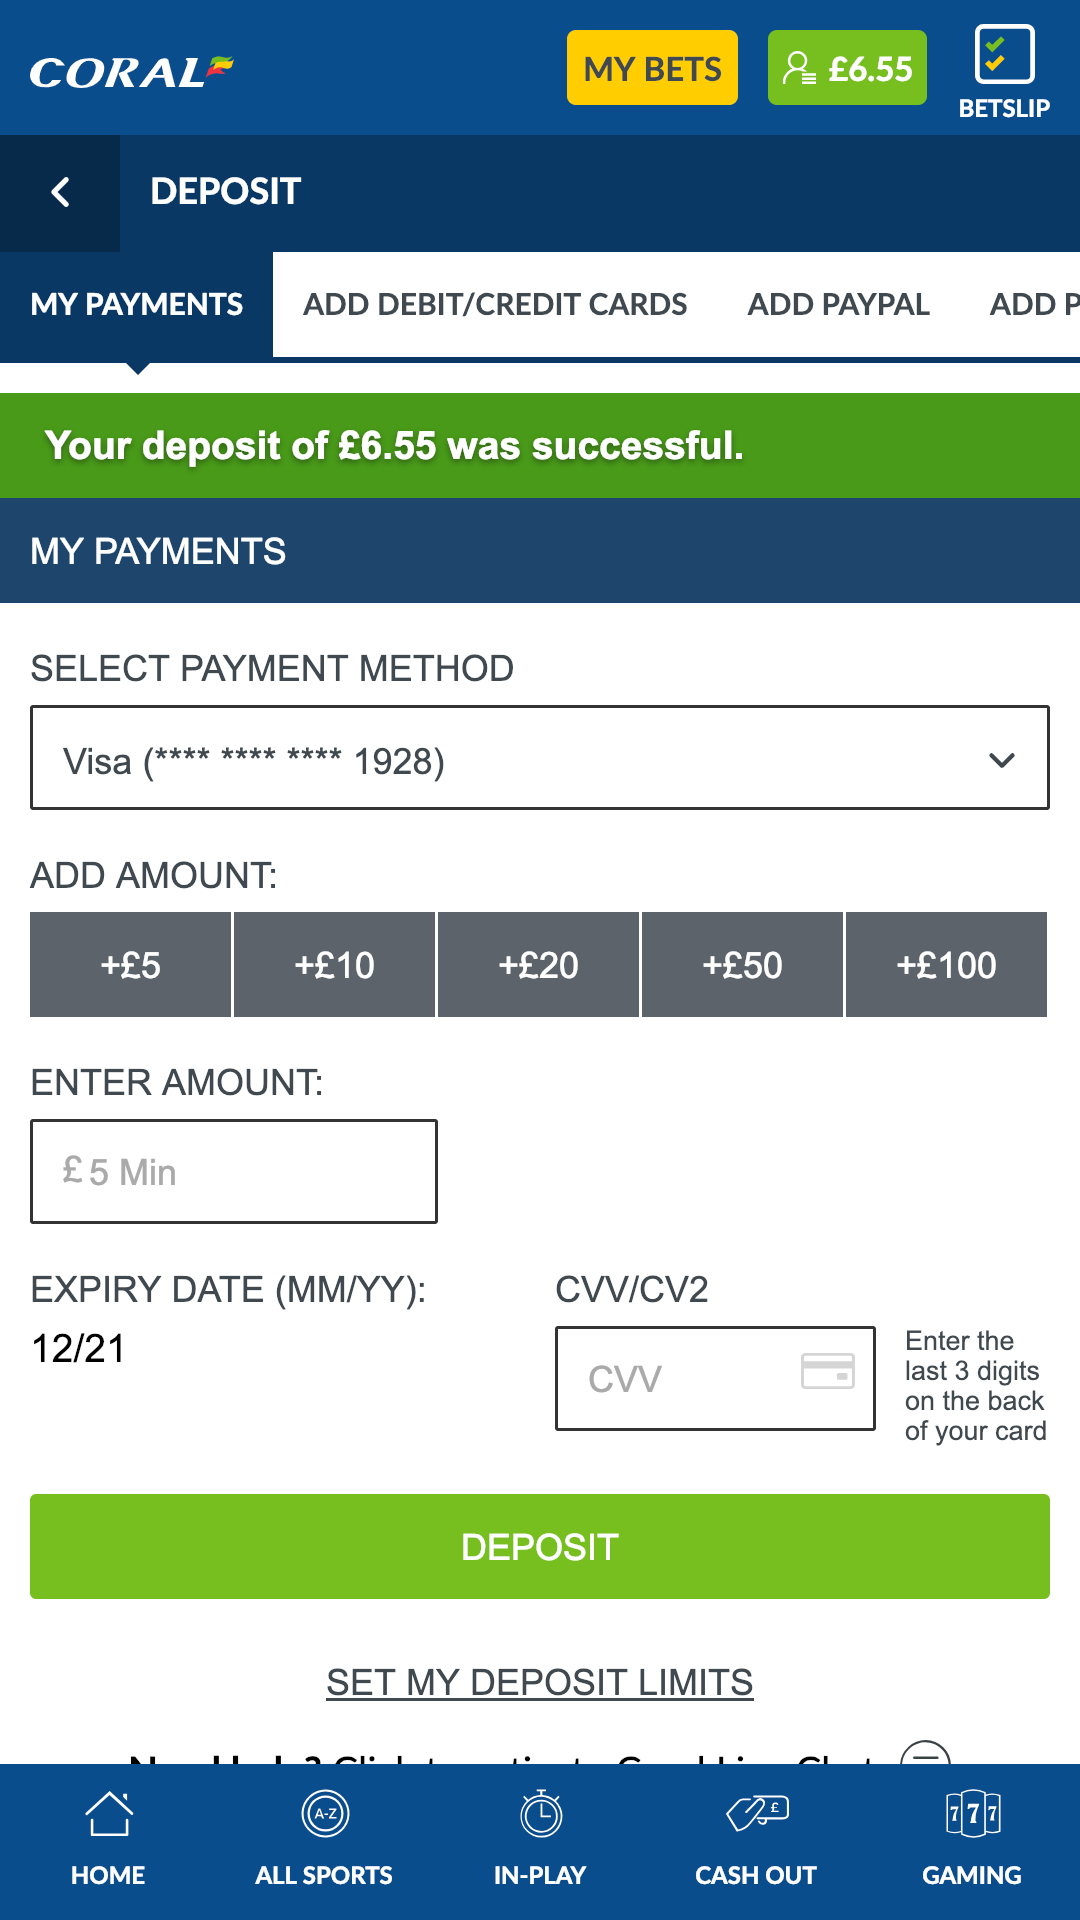 CORAL
MY BETS
£6.55
BETSLIP
DEPOSIT
MY PAYMENTS
ADD DEBIT/CREDIT CARDS
ADD PAYPAL
ADD P
Your deposit of £6.55 was successful.
MY PAYMENTS
SELECT PAYMENT METHOD
Visa (**** **** **** 1928)
ADD AMOUNT:
+£5
+£10
+£20
+£50
+£100
ENTER AMOUNT:
£ 5 Min
EXPIRY DATE (MM/YY):
12/21
CVV/CV2
CVV
Enter the
last 3 digits
on the back
of your card
DEPOSIT
SET MY DEPOSIT LIMITS
A-Z
£
7 7 7
HOME
ALL SPORTS
IN-PLAY
CASH OUT
GAMING